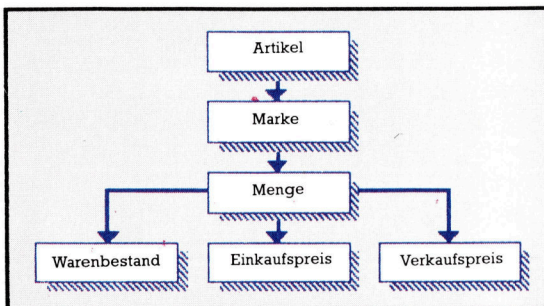 Artikel
Marke
Menge
Warenbestand
Einkaufspreis
Verkaufspreis